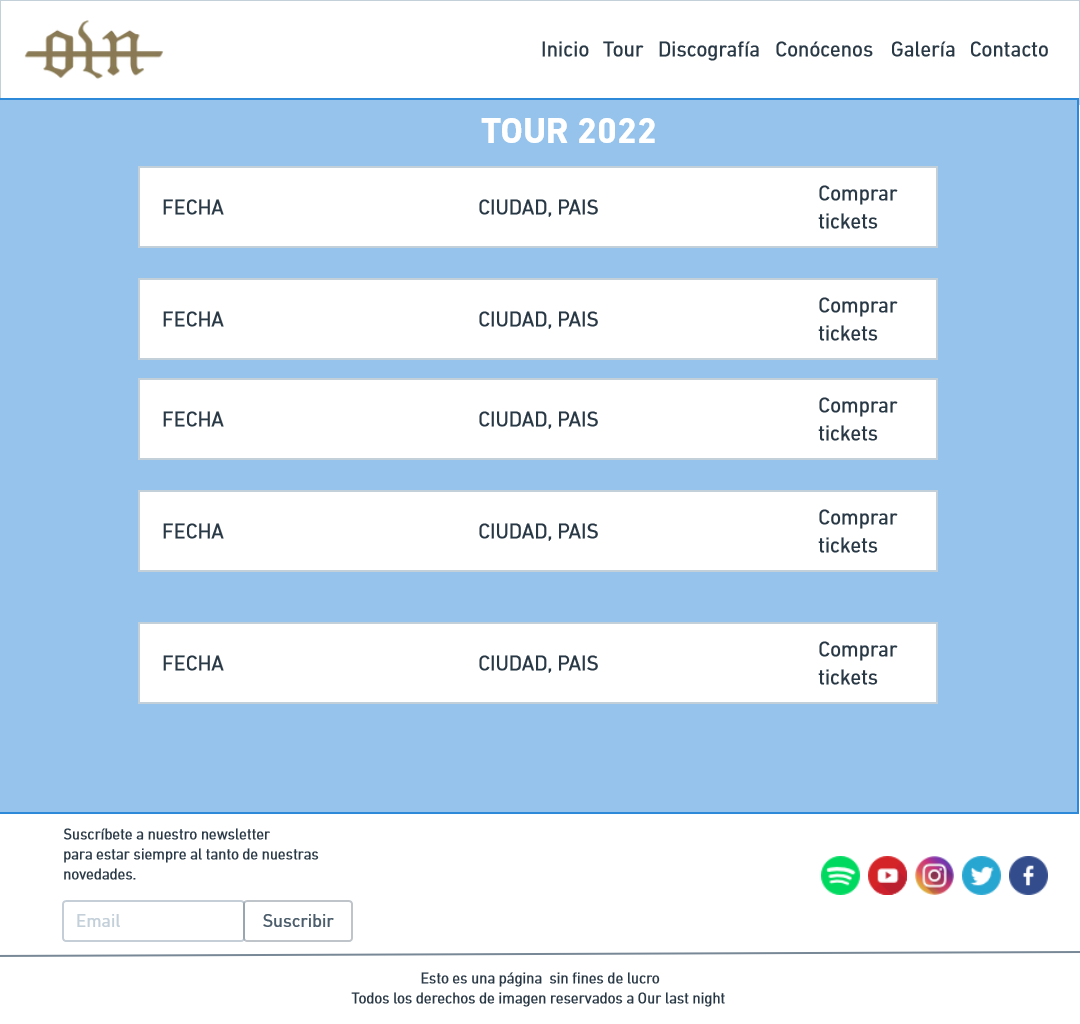 oln
Inicio Tour Discografía Conócenos Galería Contacto
TOUR 2022
FECHA CIUDAD, PAIS Comprar
tickets
FECHA CIUDAD, PAIS Comprar
tickets
FECHA CIUDAD, PAIS Comprar
tickets
FECHA CIUDAD, PAIS Comprar
tickets
FECHA CIUDAD, PAIS Comprar
tickets
Suscríbete a nuestro newsletter
para estar siempre al tanto de nuestras
novedades.
Email Suscribir
Esto es una página  sin fines de lucro
Todos los derechos de imagen reservados a Our last night